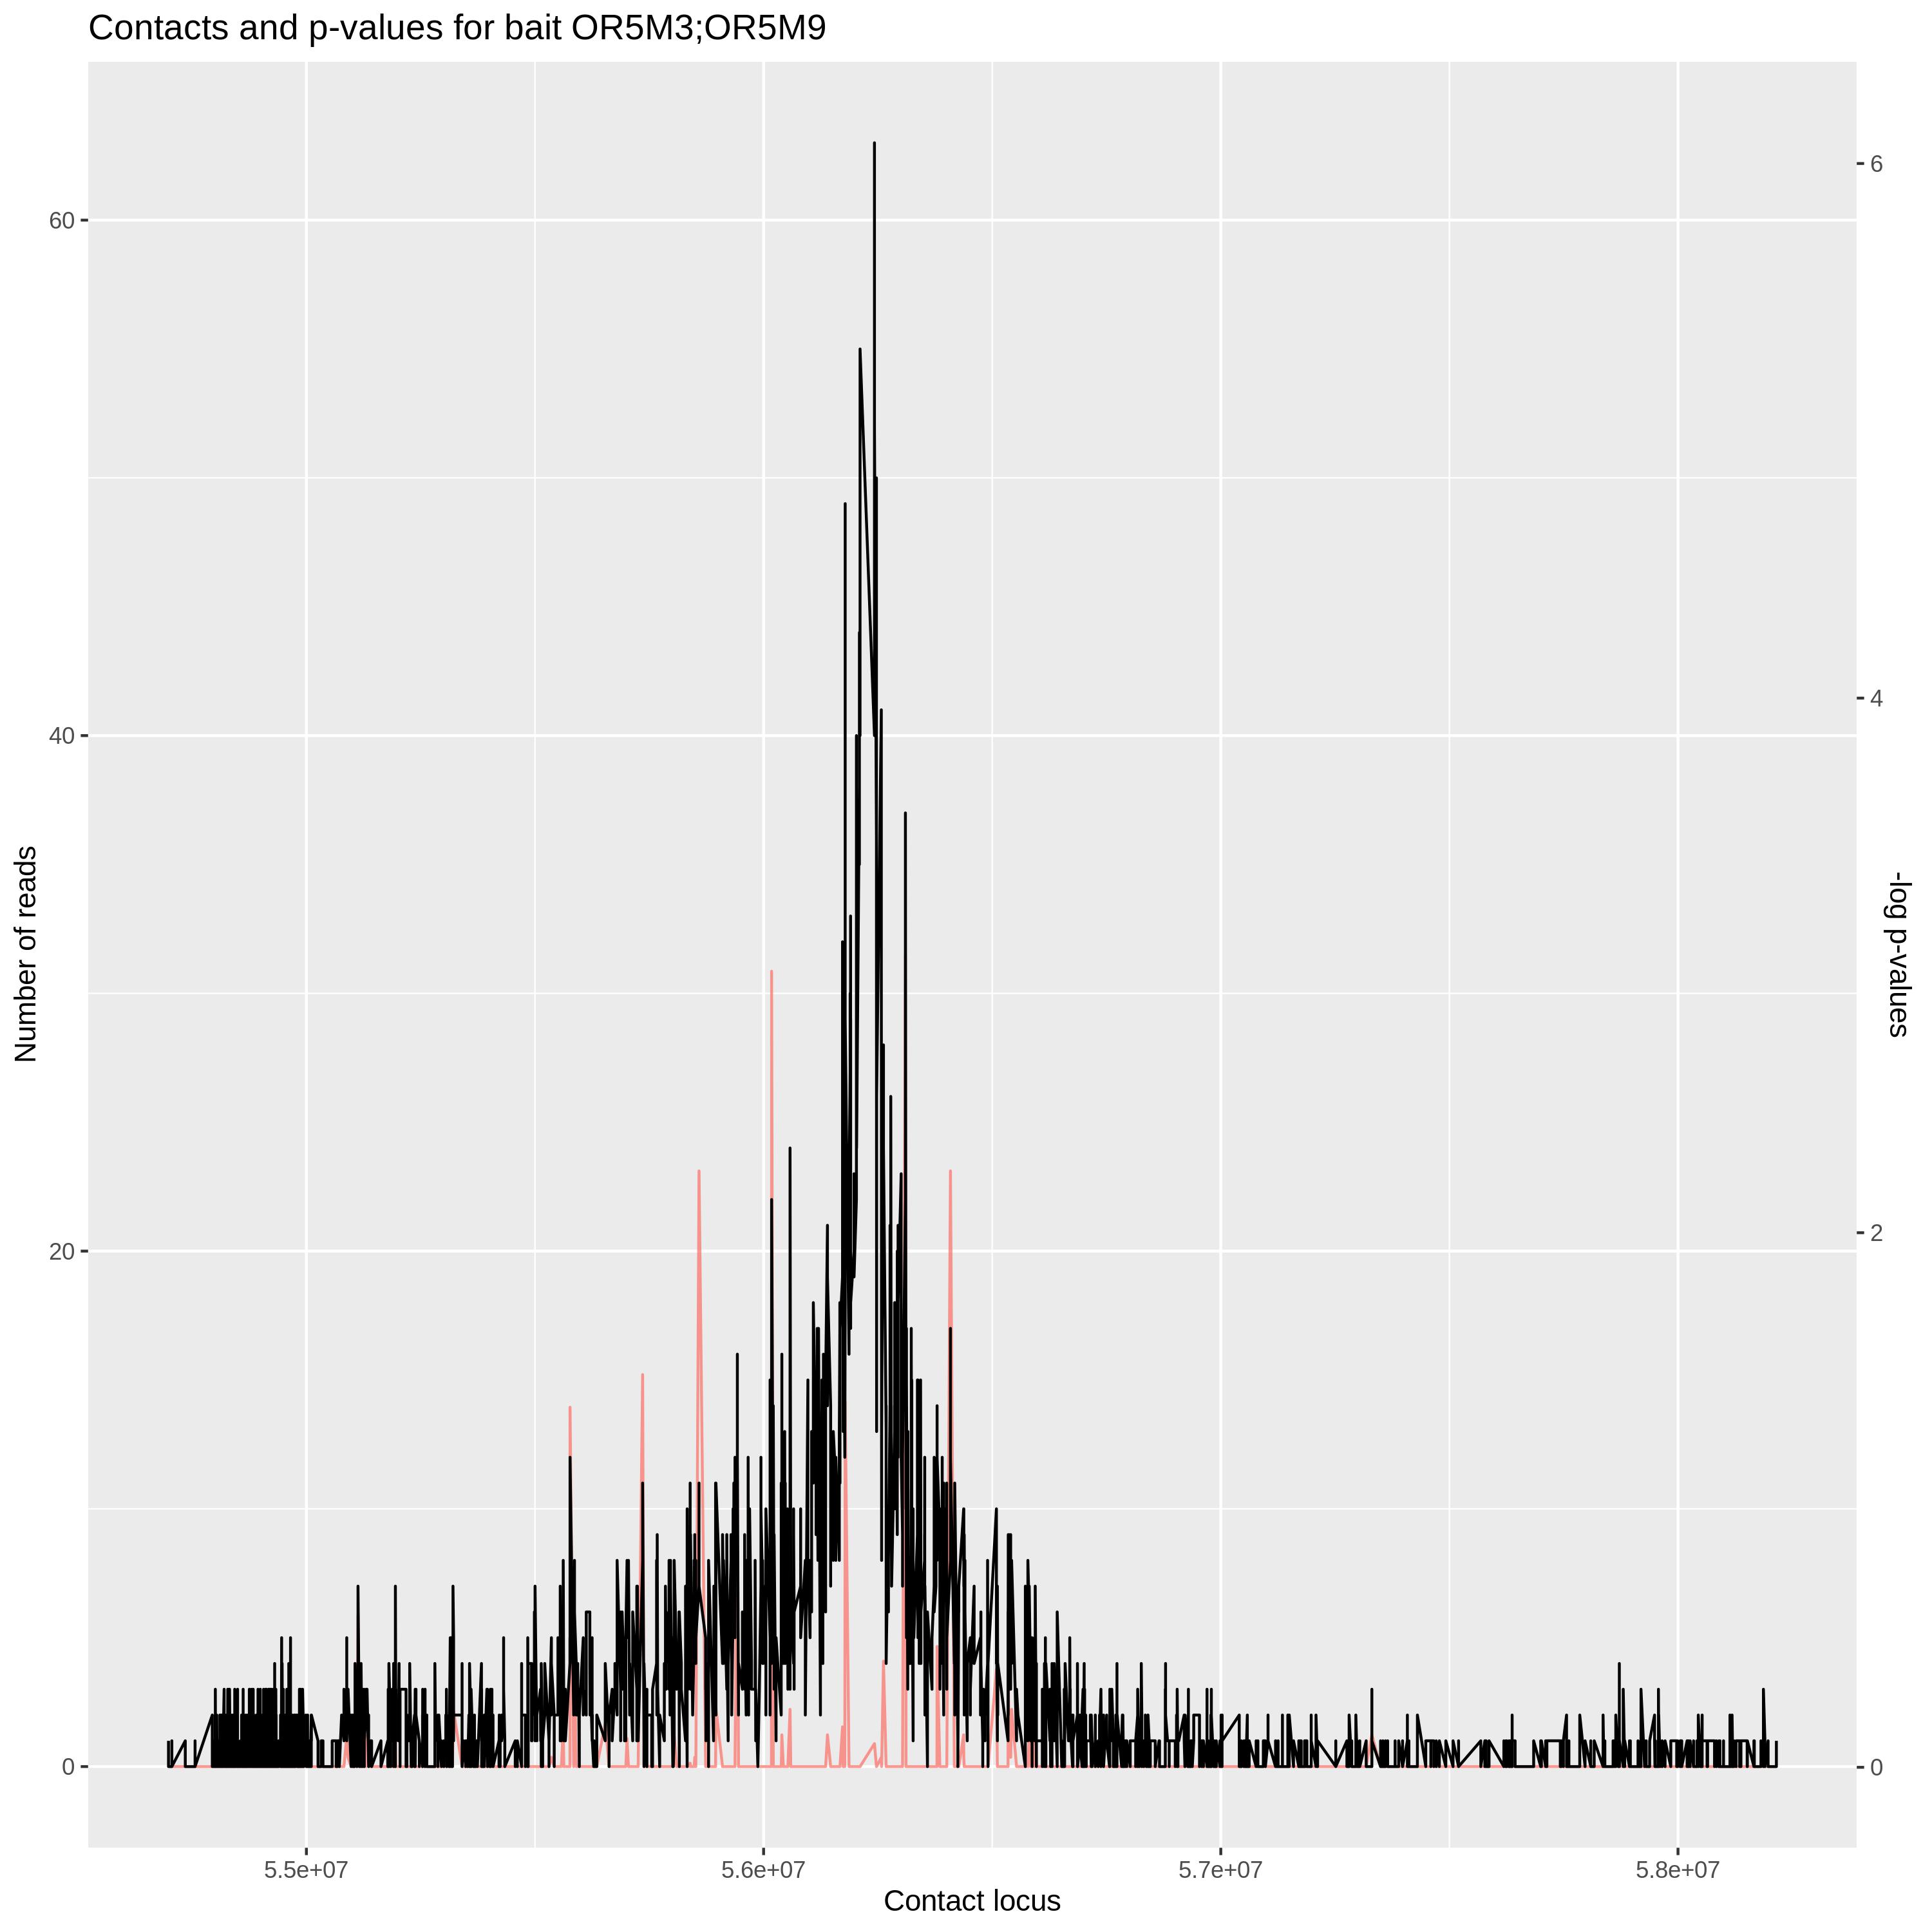 Contacts and p-values for bait OR5M3;OR5M9
60
40
20
0
Number of reads
6
4
2
0
-log p-values
5.5e+07
5.6e+07
5.7e+07
5.8e+07
Contact locus